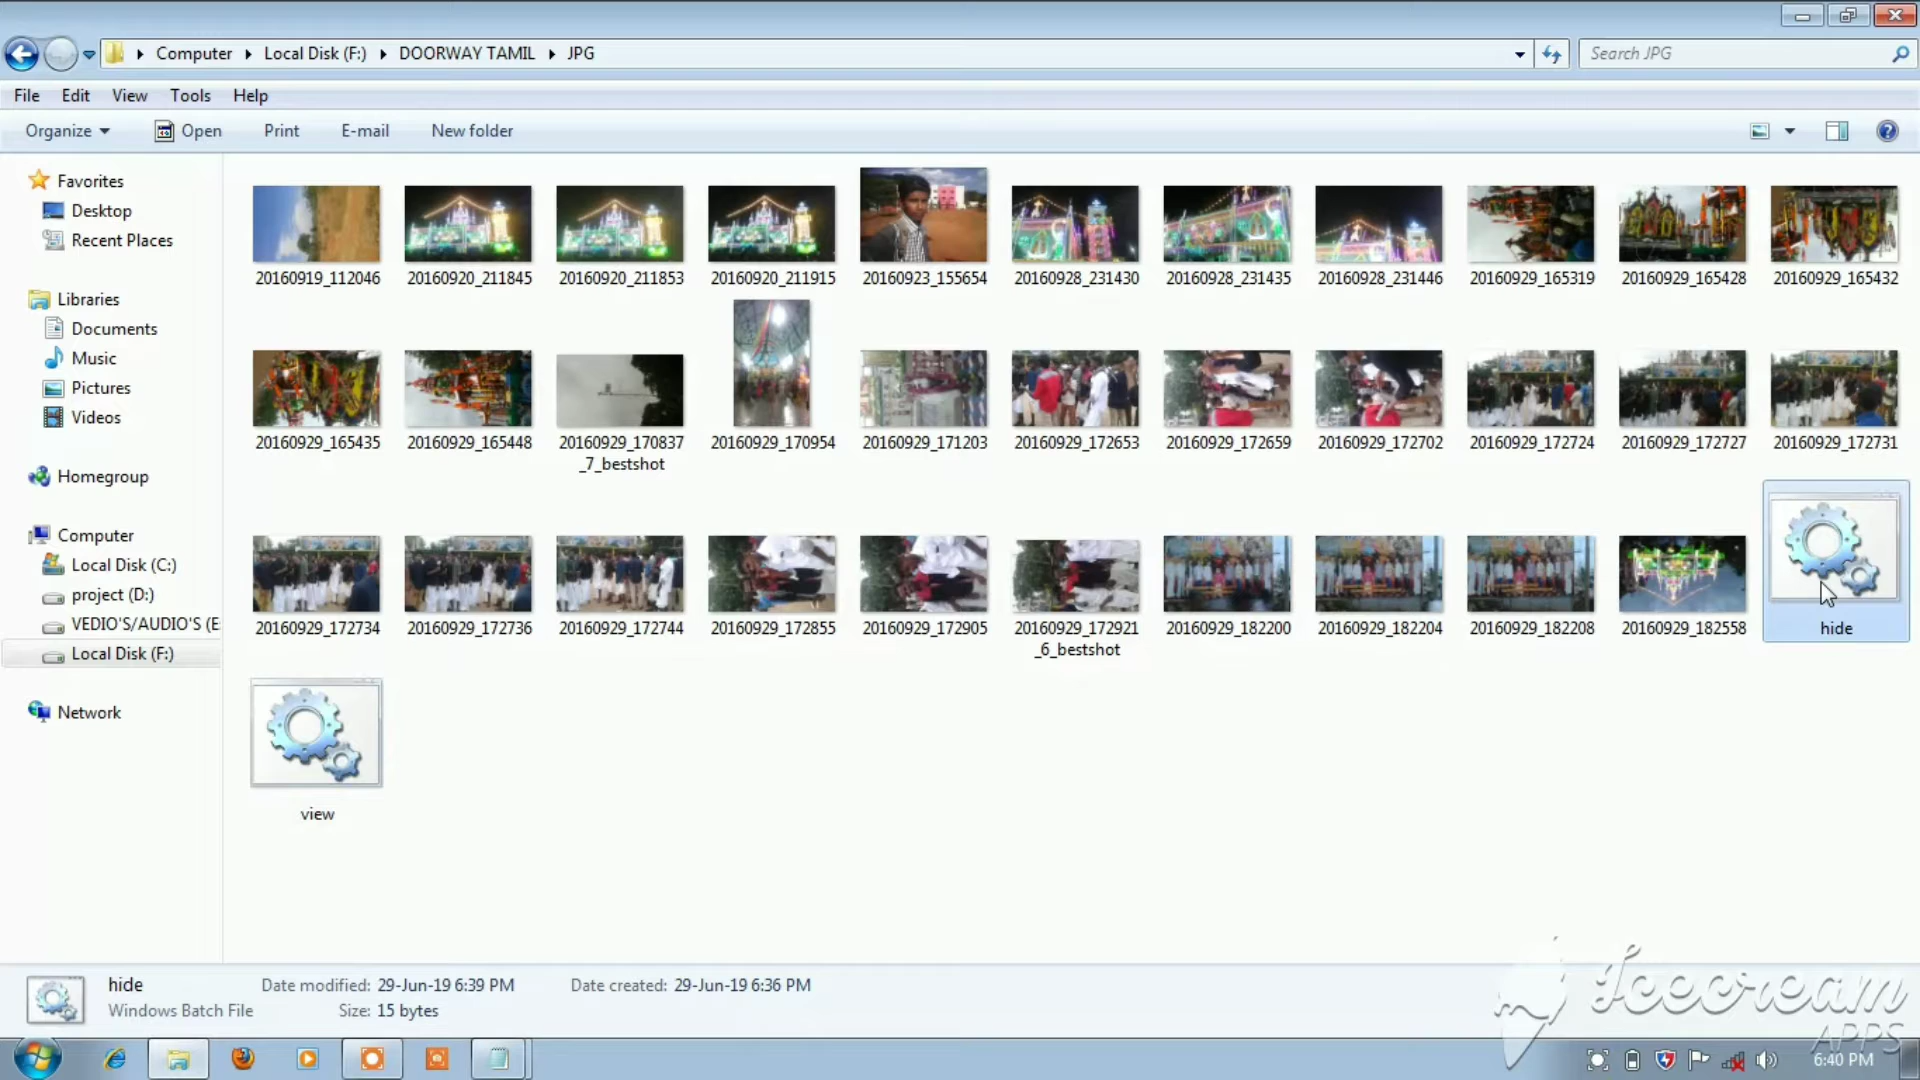 Computer ▸ Local Disk (F:) ▸ DOORWAY TAMIL ▸ JPG
Search JPG
File Edit View Tools Help
Organize Open Print E-mail New folder
Favorites
Desktop
Recent Places
Libraries
Documents
Music
Pictures
Videos
Homegroup
Computer
Local Disk (C:)
project (D:)
VEDIO'S/AUDIO'S (E
Local Disk (F:)
Network
20160919_112046 20160920_211845 20160920_211853 20160920_211915 20160923_155654 20160928_231430 20160928_231435 20160928_231446 20160929_165319 20160929_165428 20160929_165432
20160929_165435 20160929_165448 20160929_170837 20160929_170954 20160929_171203 20160929_172653 20160929_172659 20160929_172702 20160929_172724 20160929_172727 20160929_172731
_7_bestshot
20160929_172734 20160929_172736 20160929_172744 20160929_172855 20160929_172905 20160929_172921 20160929_182200 20160929_182204 20160929_182208 20160929_182558 hide
_6_bestshot
view
hide Date modified: 29-Jun-19 6:39 PM Date created: 29-Jun-19 6:36 PM
Windows Batch File Size: 15 bytes
Icecream
APPS
6:40 PM